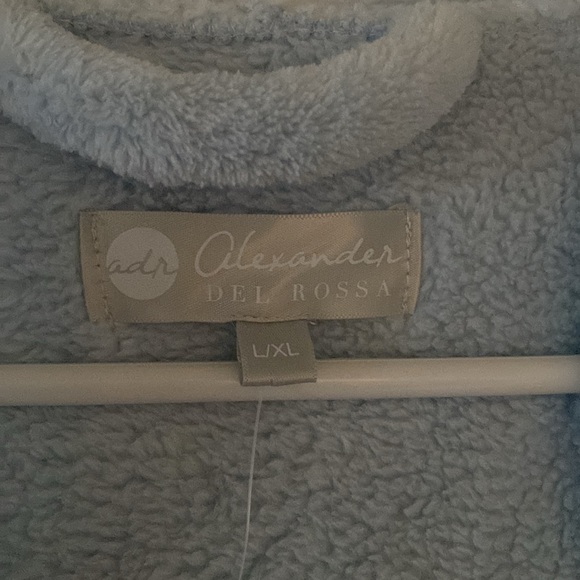 adr Alexander
DEL ROSSA
L/XL